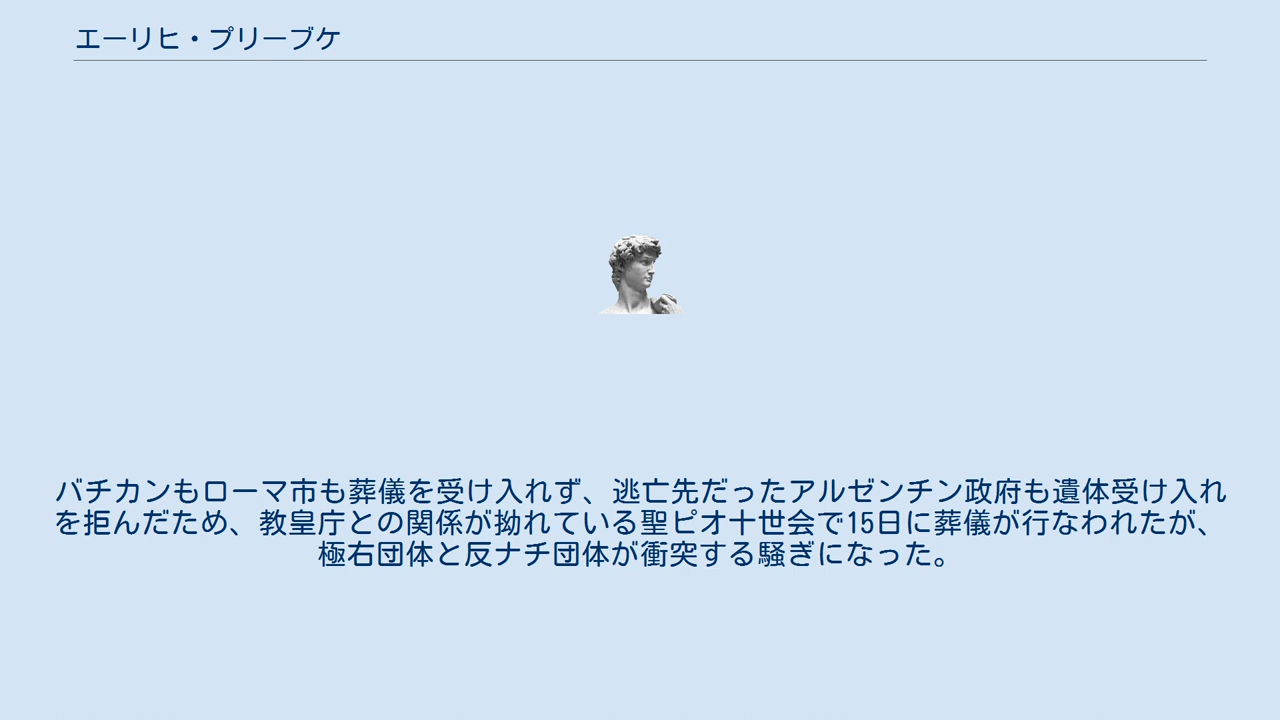 エーリヒ・プリーブケ
バチカンもローマ市も葬儀を受け入れず、逃亡先だったアルゼンチン政府も遺体受け入れ
を拒んだため、教皇庁との関係が拗れている聖ピオ十世会で15日に葬儀が行なわれたが、
極右団体と反ナチ団体が衝突する騒ぎになった。